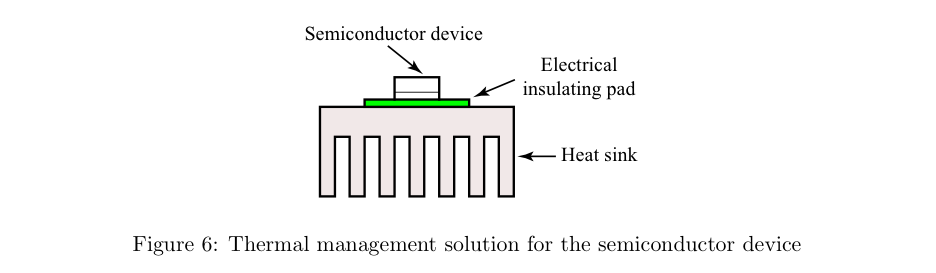 Semiconductor device
Electrical
insulating pad
Heat sink
Figure 6: Thermal management solution for the semiconductor device